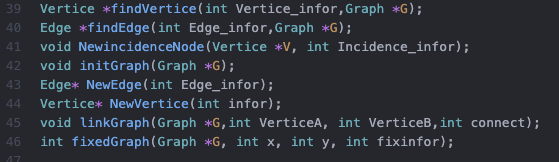 39 Vertice *findVertice(int Vertice_infor,Graph *G);
40 Edge *findEdge(int Edge_infor,Graph *G);
41 void NewincidenceNode(Vertice *V, int Incidence_infor);
42 void initGraph(Graph *G);
43 Edge* NewEdge(int Edge_infor);
44 Vertice* NewVertice(int infor);
45 void linkGraph(Graph *G,int VerticeA, int VerticeB,int connect);
46 int fixedGraph(Graph *G, int x, int y, int fixinfor);
47